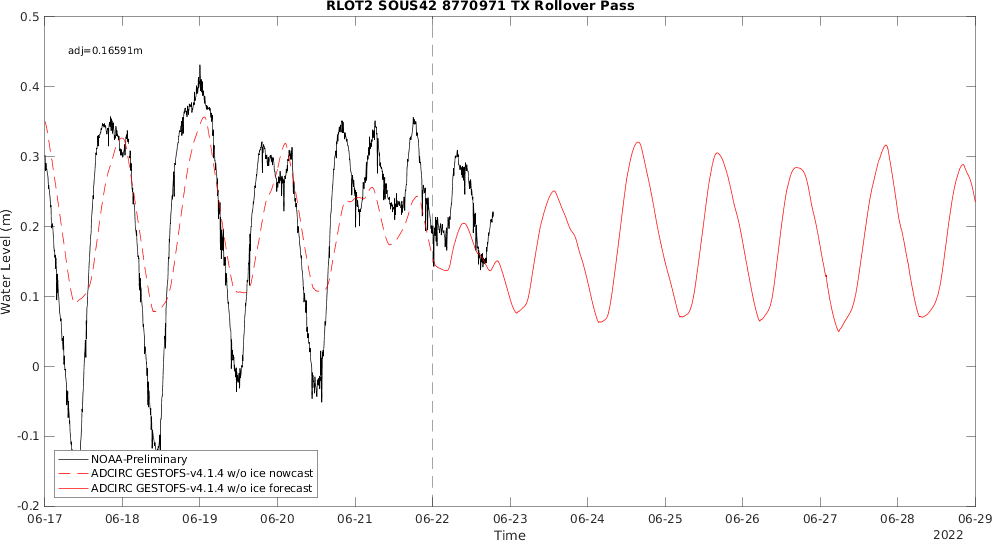 RLOT2 SOUS42 8770971 TX Rollover Pass
adj=0.16591m
0.5
0.4
0.3
0.2
0.1
0
-0.1
-0.2
Water Level (m)
NOAA-Preliminary
ADCIRC GESTOFS-v4.1.4 w/o ice nowcast
ADCIRC GESTOFS-v4.1.4 w/o ice forecast
06-17 06-18 06-19 06-20 06-21 06-22 06-23 06-24 06-25 06-26 06-27 06-28 06-29
Time
2022